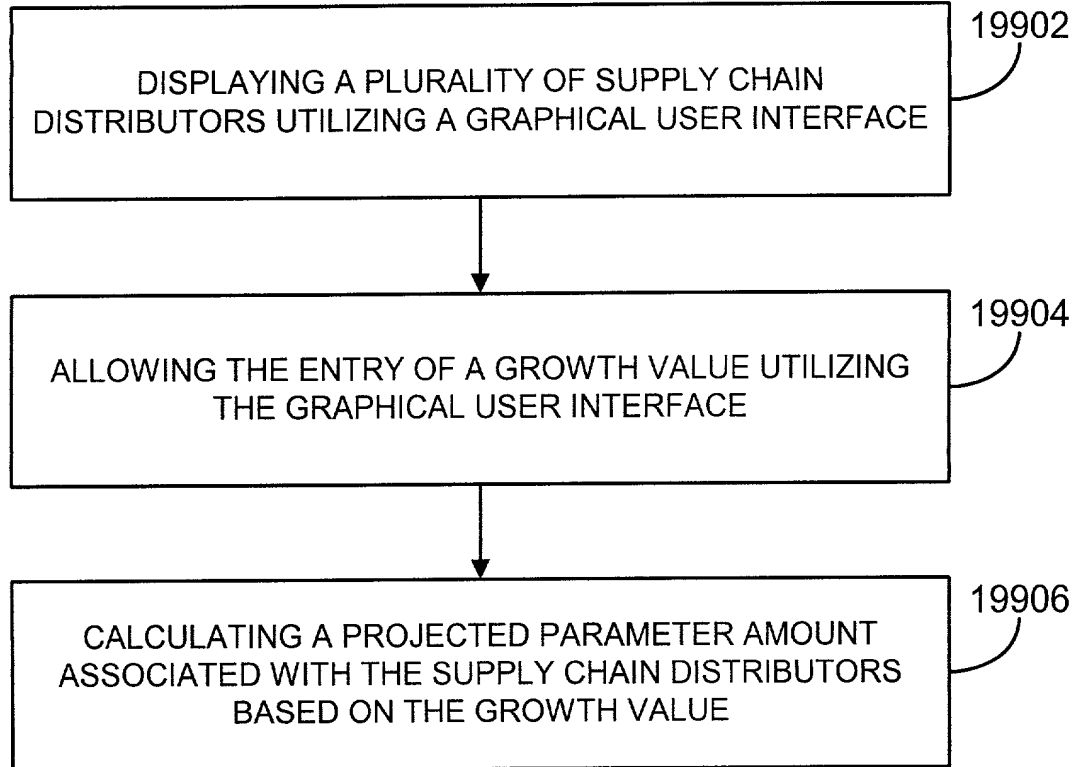 19902
DISPLAYING A PLURALITY OF SUPPLY CHAIN
DISTRIBUTORS UTILIZING A GRAPHICAL USER INTERFACE
19904
ALLOWING THE ENTRY OF A GROWTH VALUE UTILIZING
THE GRAPHICAL USER INTERFACE
19906
CALCULATING A PROJECTED PARAMETER AMOUNT
ASSOCIATED WITH THE SUPPLY CHAIN DISTRIBUTORS
BASED ON THE GROWTH VALUE